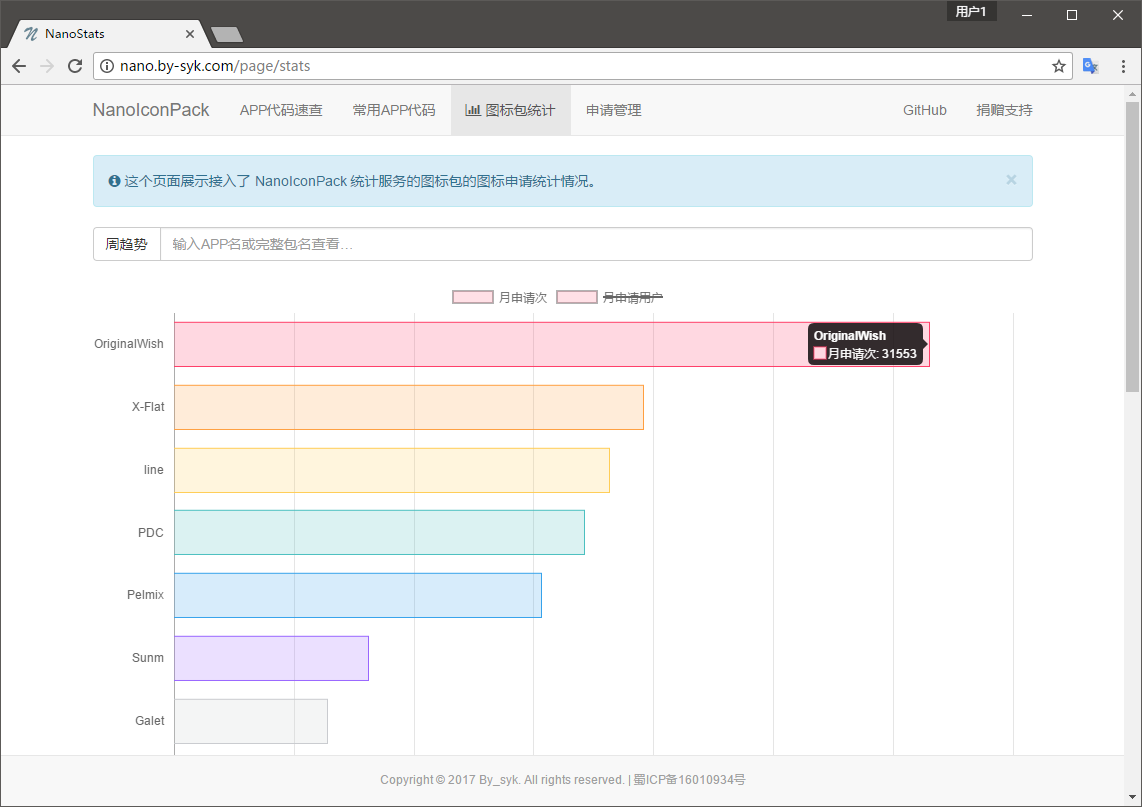 用户1
NanoStats
nano.by-syk.com/page/stats
NanoIconPack APP代码速查 常用APP代码 图标包统计 申请管理 GitHub 捐赠支持
这个页面展示接入了 NanoIconPack 统计服务的图标包的图标申请统计情况。 ×
周趋势 输入APP名或完整包名查看...
月申请次 月申请用户
OriginalWish
OriginalWish
月申请次: 31553
X-Flat
line
PDC
Pelmix
Sunm
Galet
Copyright © 2017 By_syk. All rights reserved. | 蜀ICP备16010934号